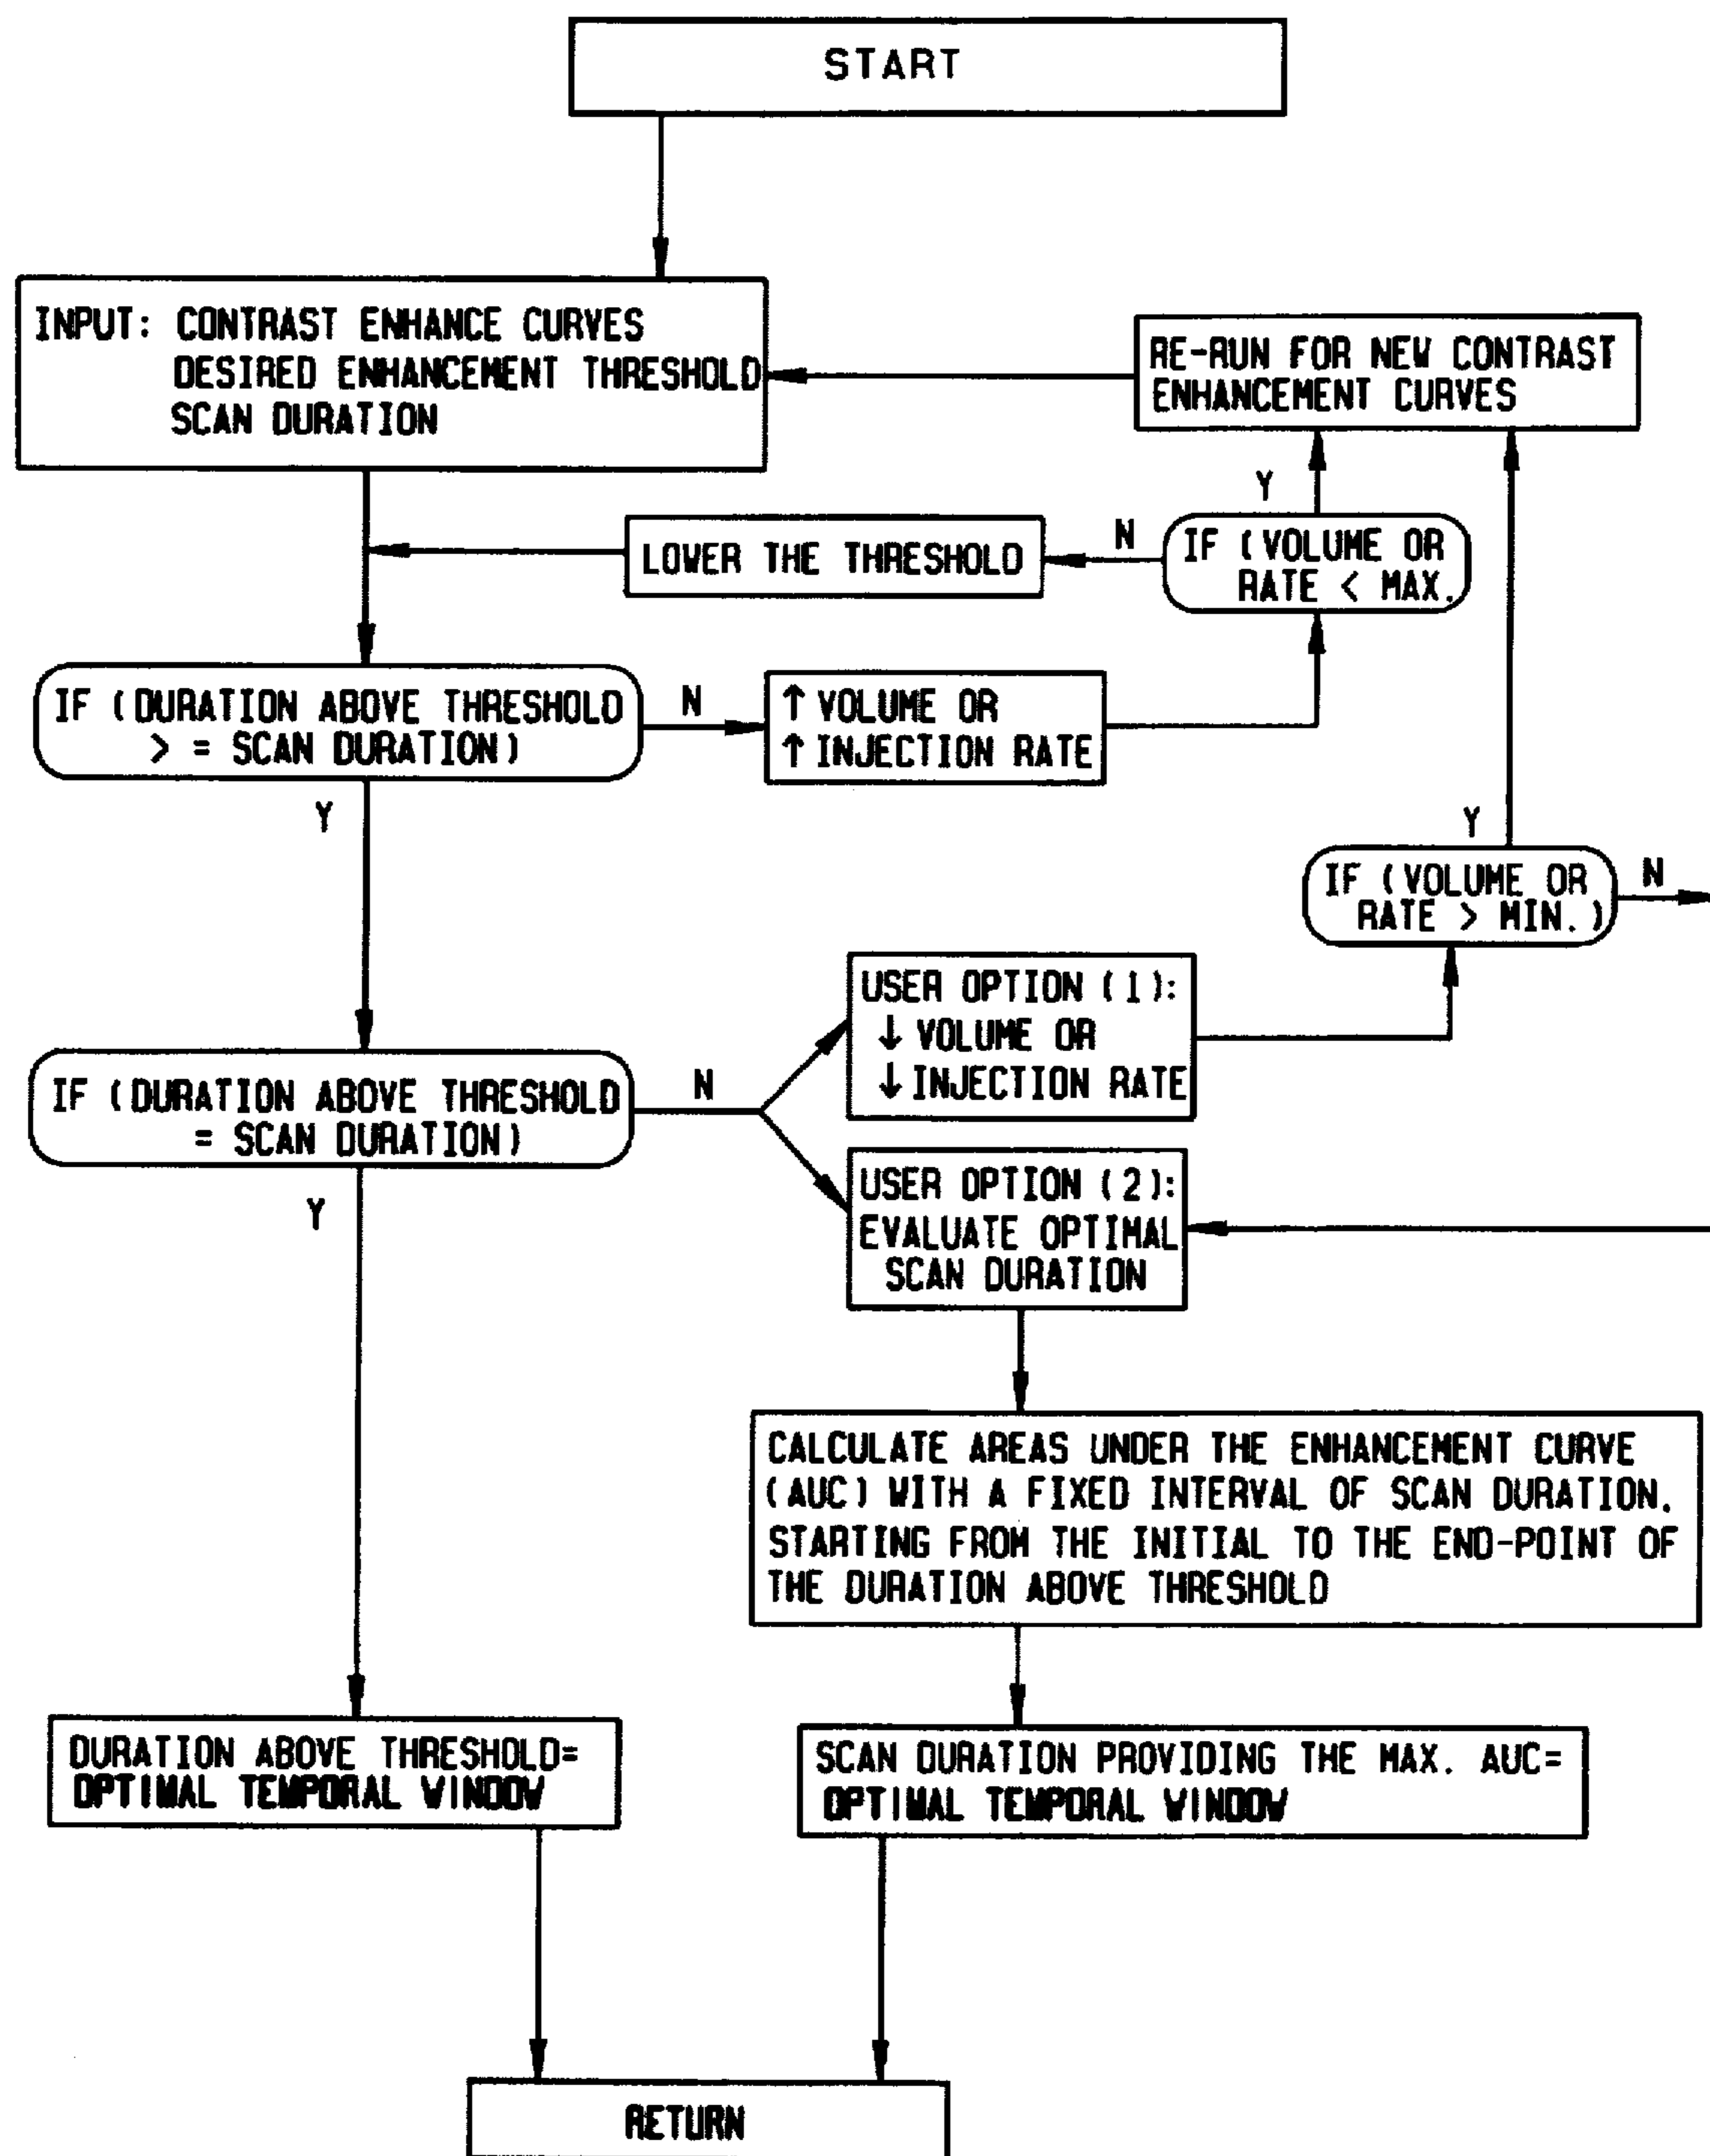 START
INPUT: CONTRAST ENHANCE CURVES
DESIRED ENHANCEMENT THRESHOLD
SCAN DURATION
RE-RUN FOR NEW CONTRAST
ENHANCEMENT CURVES
Y
LOWER THE THRESHOLD
N
IF (VOLUME OR
RATE < MAX.
IF (DURATION ABOVE THRESHOLD
> = SCAN DURATION)
N
↑ VOLUME OR
↑ INJECTION RATE
Y
Y
IF (VOLUME OR
RATE > MIN.)
N
IF (DURATION ABOVE THRESHOLD
= SCAN DURATION)
N
USER OPTION (1):
↓ VOLUME OR
↓ INJECTION RATE
Y
USER OPTION (2):
EVALUATE OPTIMAL
SCAN DURATION
CALCULATE AREAS UNDER THE ENHANCEMENT CURVE
(AUC) WITH A FIXED INTERVAL OF SCAN DURATION.
STARTING FROM THE INITIAL TO THE END-POINT OF
THE DURATION ABOVE THRESHOLD
DURATION ABOVE THRESHOLD=
OPTIMAL TEMPORAL WINDOW
SCAN DURATION PROVIDING THE MAX. AUC=
OPTIMAL TEMPORAL WINDOW
RETURN